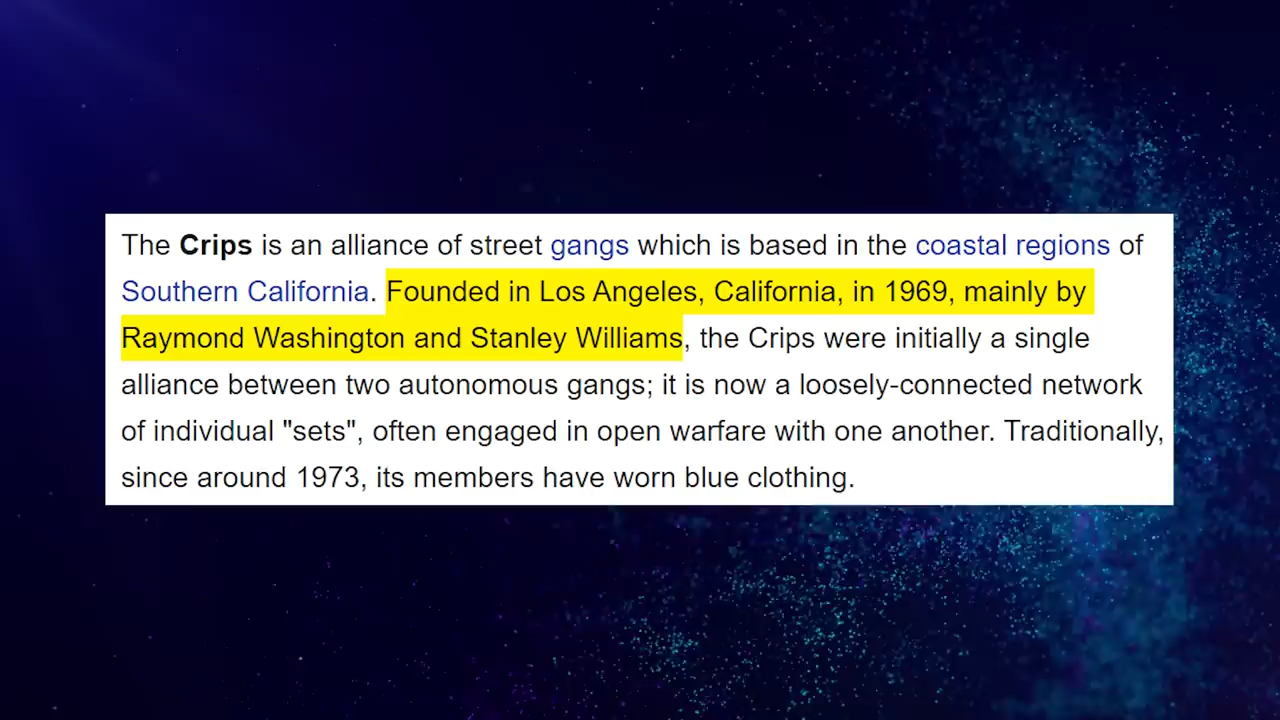 The Crips is an alliance of street gangs which is based in the coastal regions of
Southern California. Founded in Los Angeles, California, in 1969, mainly by
Raymond Washington and Stanley Williams, the Crips were initially a single
alliance between two autonomous gangs; it is now a loosely-connected network
of individual "sets", often engaged in open warfare with one another. Traditionally,
since around 1973, its members have worn blue clothing.